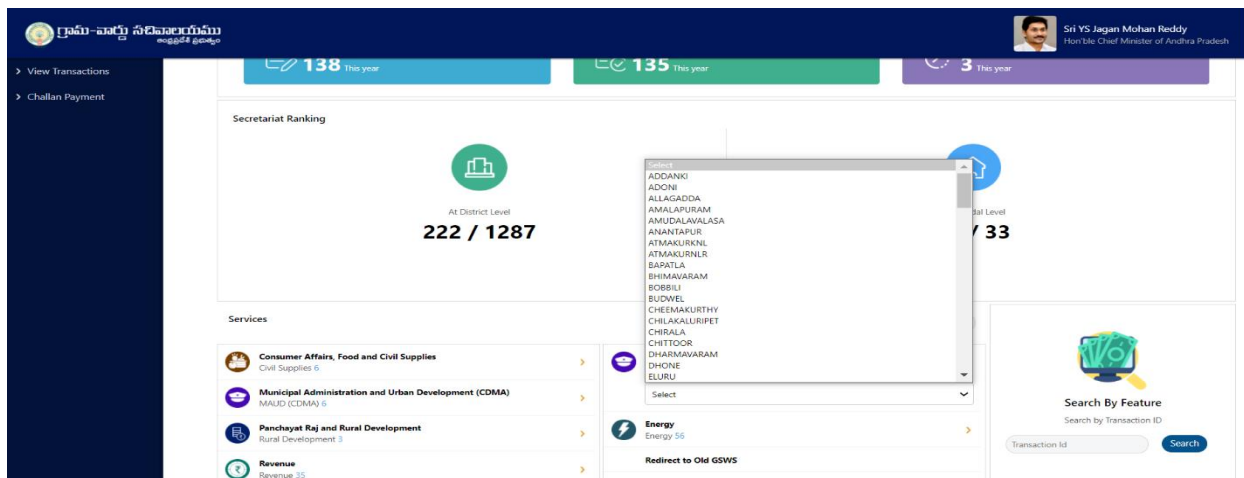 గ్రామ-వార్డు సచివాలయము
ఆంధ్రప్రదేశ్ ప్రభుత్వం
Sri YS Jagan Mohan Reddy
Hon'ble Chief Minister of Andhra Pradesh
View Transactions
Challan Payment
138 This year
135 This year
3 This year
Secretariat Ranking
At District Level
222 / 1287
dal Level
/ 33
Select
ADDANKI
ADONI
ALLAGADDA
AMALAPURAM
AMUDALAVALASA
ANANTAPUR
ATMAKURKNL
ATMAKURNLR
BAPATLA
BHIMAVARAM
BOBBILI
BUDWEL
CHEEMAKURTHY
CHILAKALURIPET
CHIRALA
CHITTOOR
DHARMAVARAM
DHONE
ELURU
Select
Services
Consumer Affairs, Food and Civil Supplies
Civil Supplies 6
Municipal Administration and Urban Development (CDMA)
MAUD (CDMA) 6
Panchayat Raj and Rural Development
Rural Development 3
Revenue
Revenue 35
Energy
Energy 56
Redirect to Old GSWS
Search By Feature
Search by Transaction ID
Transaction Id
Search